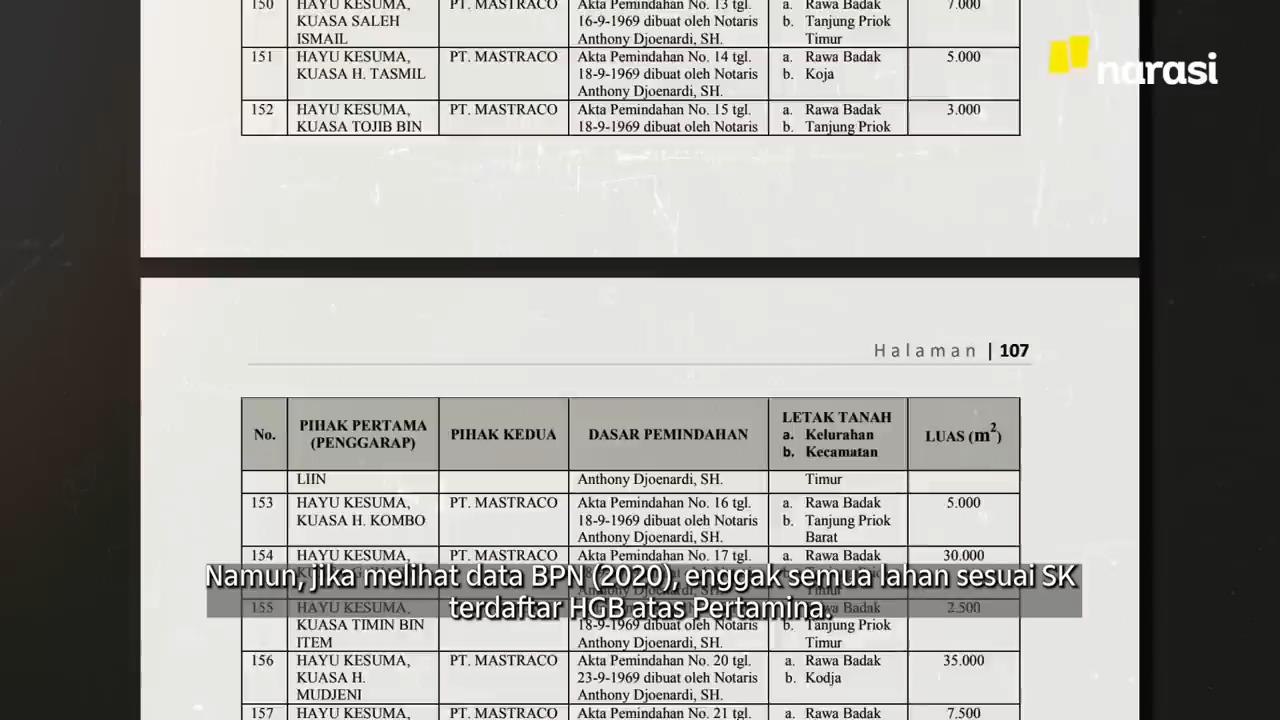 150 HAYU KESUMA, PT. MASTRACO Akta Pemindahan No. 13 tgl. a. Rawa Badak 7.000
KUASA SALEH 16-9-1969 dibuat oleh Notaris b. Tanjung Priok
ISMAIL Anthony Djoenardi, SH. Timur
151 HAYU KESUMA, PT. MASTRACO Akta Pemindahan No. 14 tgl. a. Rawa Badak 5.000
KUASA H. TASMIL 18-9-1969 dibuat oleh Notaris b. Koja
Anthony Djoenardi, SH.
152 HAYU KESUMA, PT. MASTRACO Akta Pemindahan No. 15 tgl. a. Rawa Badak 3.000
KUASA TOJIB BIN 18-9-1969 dibuat oleh Notaris b. Tanjung Priok
narasi
Halaman | 107
No. PIHAK PERTAMA (PENGGARAP) PIHAK KEDUA DASAR PEMINDAHAN LETAK TANAH a. Kelurahan b. Kecamatan LUAS (m²)
LIIN Anthony Djoenardi, SH. Timur
153 HAYU KESUMA, PT. MASTRACO Akta Pemindahan No. 16 tgl. a. Rawa Badak 5.000
KUASA H. KOMBO 18-9-1969 dibuat oleh Notaris b. Tanjung Priok
Anthony Djoenardi, SH. Barat
154 HAYU KESUMA, PT. MASTRACO Akta Pemindahan No. 17 tgl. a. Rawa Badak 30.000
Namun, jika melihat data BPN (2020), enggak semua lahan sesuai SK
terdaftar HGB atas Pertamina.
155 HAYU KESUMA, PT. MASTRACO a. Rawa Badak 2.500
KUASA TIMIN BIN 18-9-1969 dibuat oleh Notaris b. Tanjung Priok
ITEM Anthony Djoenardi, SH. Timur
156 HAYU KESUMA, PT. MASTRACO Akta Pemindahan No. 20 tgl. a. Rawa Badak 35.000
KUASA H. 23-9-1969 dibuat oleh Notaris b. Kodja
MUDJENI Anthony Djoenardi, SH.
157 HAYU KESUMA, PT. MASTRACO Akta Pemindahan No. 21 tgl. a. Rawa Badak 7.500